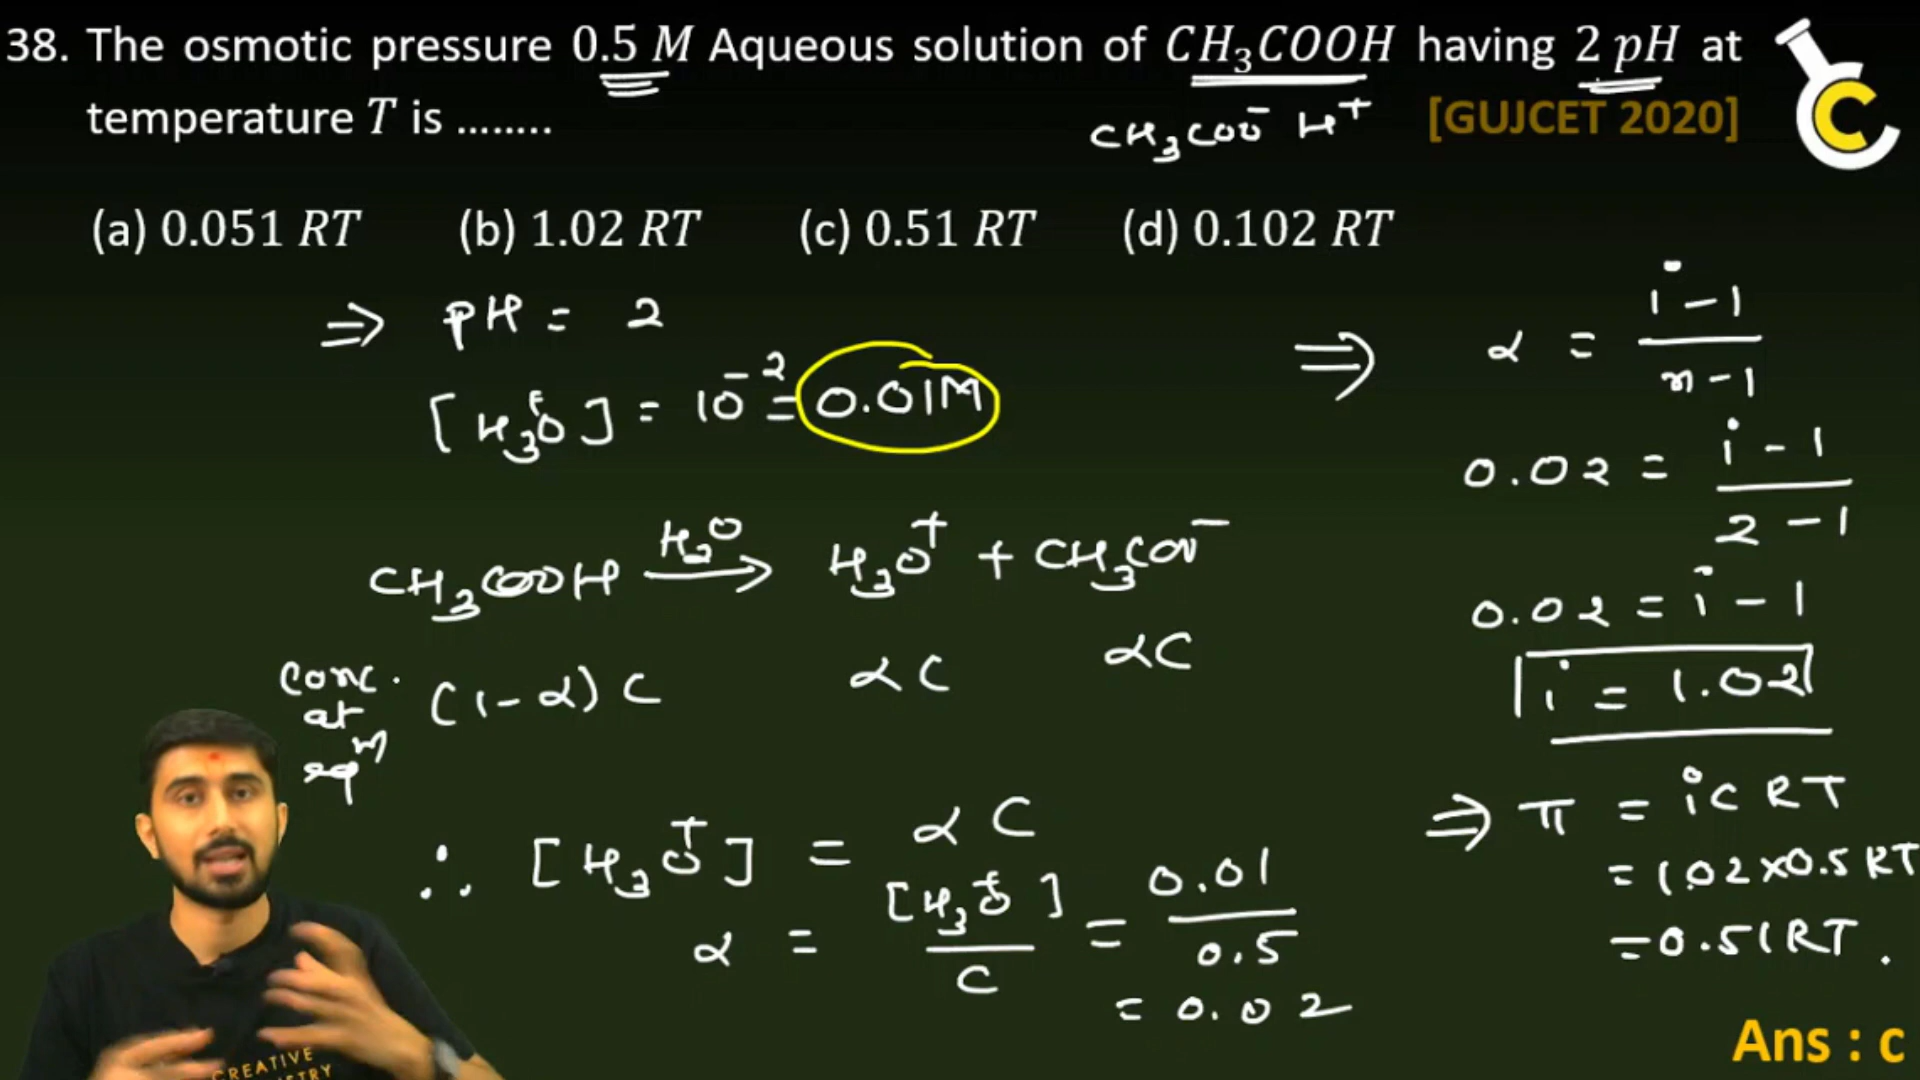 38. The osmotic pressure 0.5 M Aqueous solution of CH₃COOH having 2 pH at
temperature T is ........
CH₃COO⁻ H⁺
[GUJCET 2020]
C
(a) 0.051 RT (b) 1.02 RT (c) 0.51 RT (d) 0.102 RT
⇒ pH = 2
[H₃O⁺] = 10⁻² = 0.01M
CH₃COOH H₂O→ H₃O⁺ + CH₃COO⁻
conc. at eqᵐ (1-α) C αC αC
∴ [H₃O⁺] = αC
α = [H₃O⁺] / C = 0.01 / 0.5
= 0.02
⇒ α = i-1 / n-1
0.02 = i-1 / 2-1
0.02 = i-1
i = 1.02
⇒ π = iCRT
= 1.02×0.5 RT
= 0.51RT.
CREATIVE
Ans : c